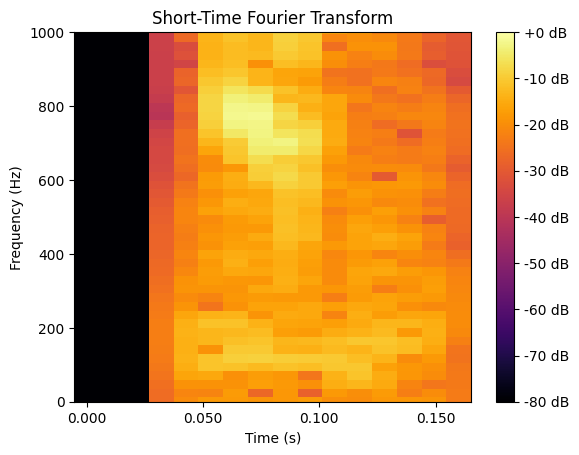 Short-Time Fourier Transform
1000
800
600
400
200
0
Frequency (Hz)
0.000
0.050
0.100
0.150
Time (s)
+0 dB
-10 dB
-20 dB
-30 dB
-40 dB
-50 dB
-60 dB
-70 dB
-80 dB